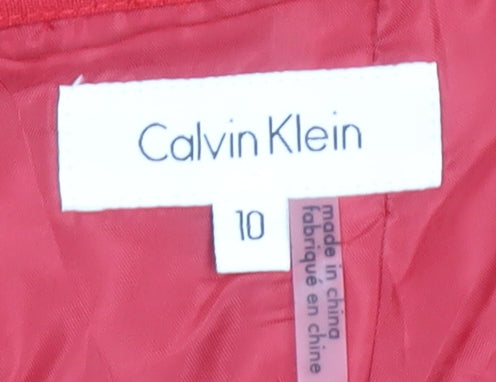 Calvin Klein
10
made in china
fabriqué en chine